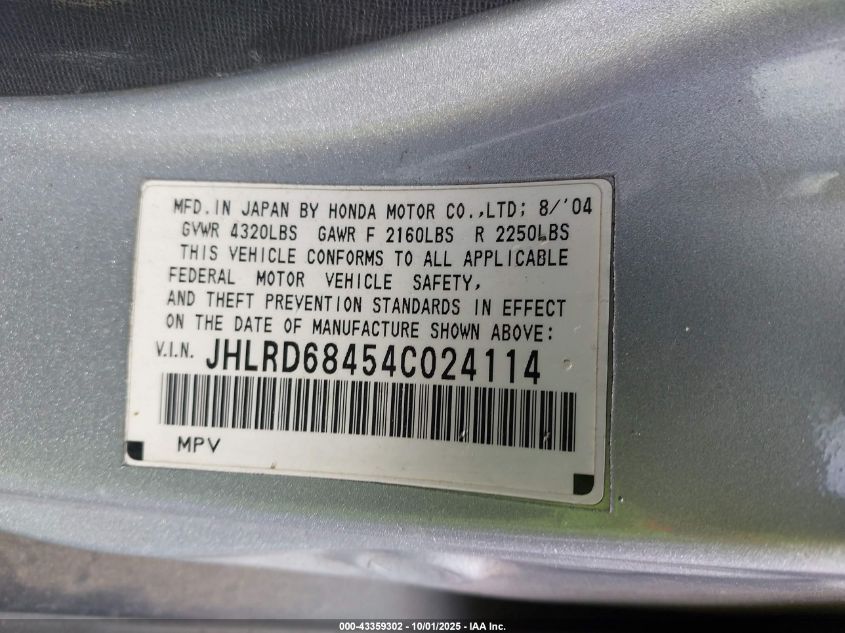 MFD.IN JAPAN BY HONDA MOTOR CO.,LTD; 8/'04
GVWR 4320LBS GAWR F 2160LBS R 2250LBS
THIS VEHICLE CONFORMS TO ALL APPLICABLE
FEDERAL MOTOR VEHICLE SAFETY,
AND THEFT PREVENTION STANDARDS IN EFFECT
ON THE DATE OF MANUFACTURE SHOWN ABOVE:
V.I.N. JHLRD68454C024114
MPV
000-43359302 - 10/01/2025 - IAA Inc.